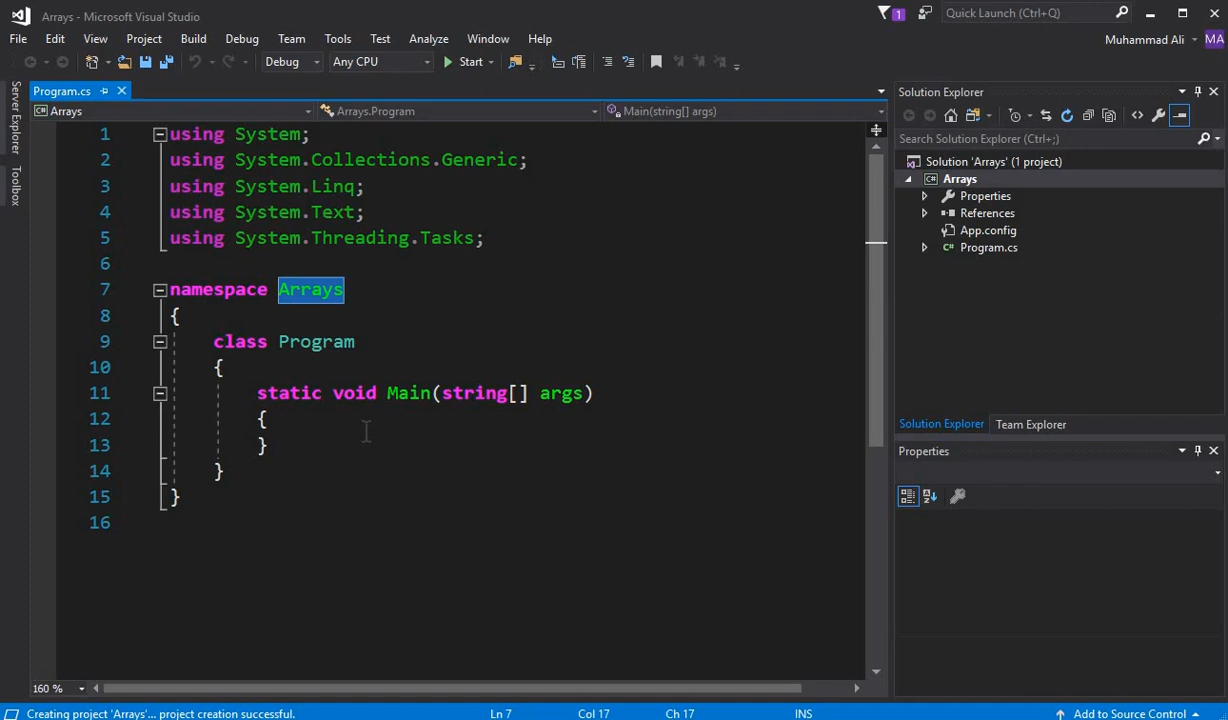 Arrays - Microsoft Visual Studio
1
Quick Launch (Ctrl+Q)
File Edit View Project Build Debug Team Tools Test Analyze Window Help
Muhammad Ali MA
Debug Any CPU Start
Server Explorer
Toolbox
Program.cs
Arrays Arrays.Program Main(string[] args)
1 using System;
2 using System.Collections.Generic;
3 using System.Linq;
4 using System.Text;
5 using System.Threading.Tasks;
6
7 namespace Arrays
8 {
9 class Program
10 {
11 static void Main(string[] args)
12 {
13 }
14 }
15 }
16
160 %
Solution Explorer
Search Solution Explorer (Ctrl+;)
Solution 'Arrays' (1 project)
C# Arrays
Properties
References
App.config
C# Program.cs
Solution Explorer Team Explorer
Properties
Creating project 'Arrays'... project creation successful. Ln 7 Col 17 Ch 17 INS Add to Source Control